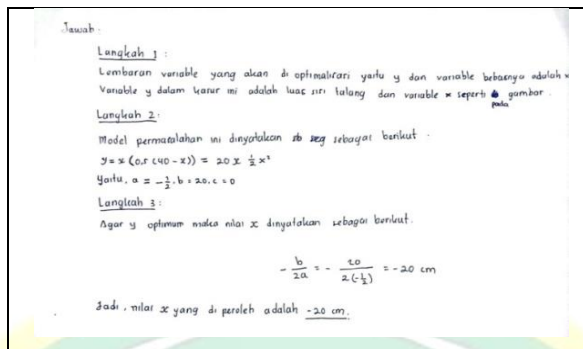 Jawab :
Langkah 1 :
Lembaran variable yang akan di optimalisari yaitu y dan variable bebasnya adalah x
Variable y dalam kasur ini adalah luas sisi talang dan variable x seperti pada gambar.
Langkah 2 :
Model permasalahan ini dinyatakan sebagai berikut.
y = x (0,5 (40 - x)) = 20 x ½ x²
Yaitu, a = - ½, b = 20, c = 0
Langkah 3 :
Agar y optimum maka nilai x dinyatakan sebagai berikut.
- b/2a = - 20/2(-½) = -20 cm
Jadi, nilai x yang di peroleh adalah -20 cm.